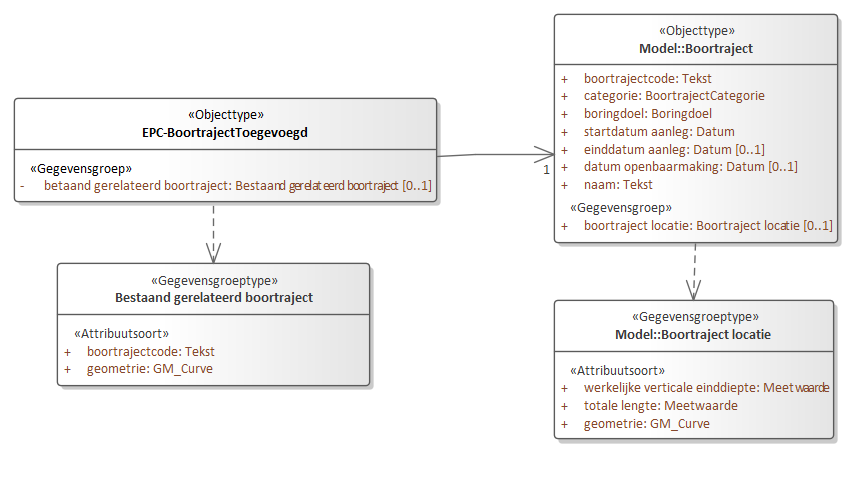 «Objecttype»
EPC-BoortrajectToegevoegd
«Gegevensgroep»
- betaand gerelateerd boortraject: Bestaand gerelateerd boortraject [0..1]
«Objecttype»
Model::Boortraject
+ boortrajectcode: Tekst
+ categorie: BoortrajectCategorie
+ boringdoel: Boringdoel
+ startdatum aanleg: Datum
+ einddatum aanleg: Datum [0..1]
+ datum openbaarmaking: Datum [0..1]
+ naam: Tekst
«Gegevensgroep»
+ boortraject locatie: Boortraject locatie [0..1]
1
«Gegevensgroeptype»
Bestaand gerelateerd boortraject
«Attribuutsoort»
+ boortrajectcode: Tekst
+ geometrie: GM_Curve
«Gegevensgroeptype»
Model::Boortraject locatie
«Attribuutsoort»
+ werkelijke verticale einddiepte: Meetwaarde
+ totale lengte: Meetwaarde
+ geometrie: GM_Curve